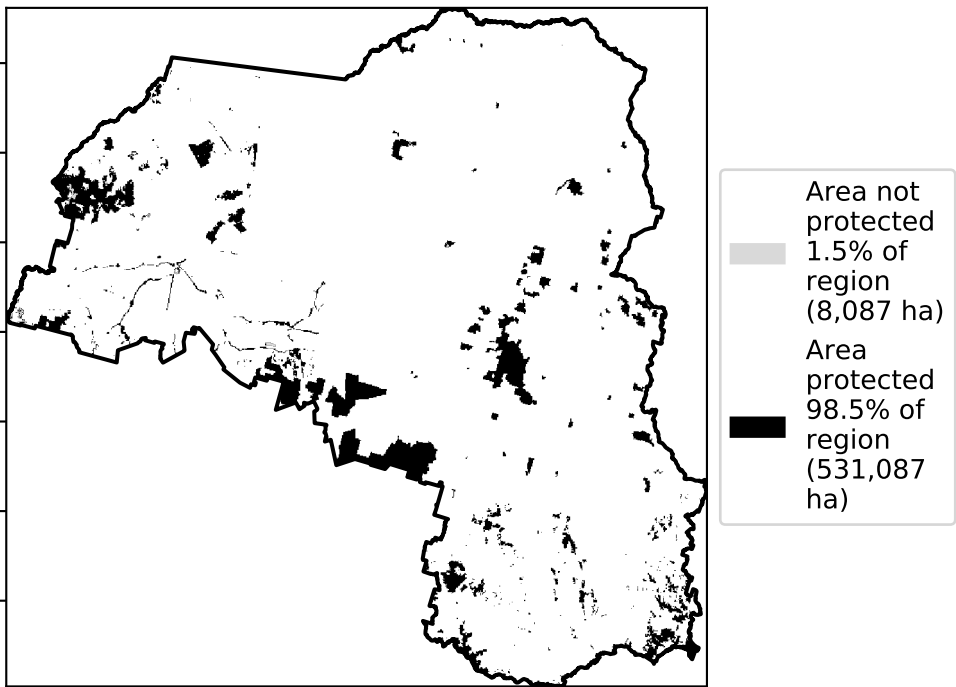 Area not
protected
1.5% of
region
(8,087 ha)
Area
protected
98.5% of
region
(531,087
ha)